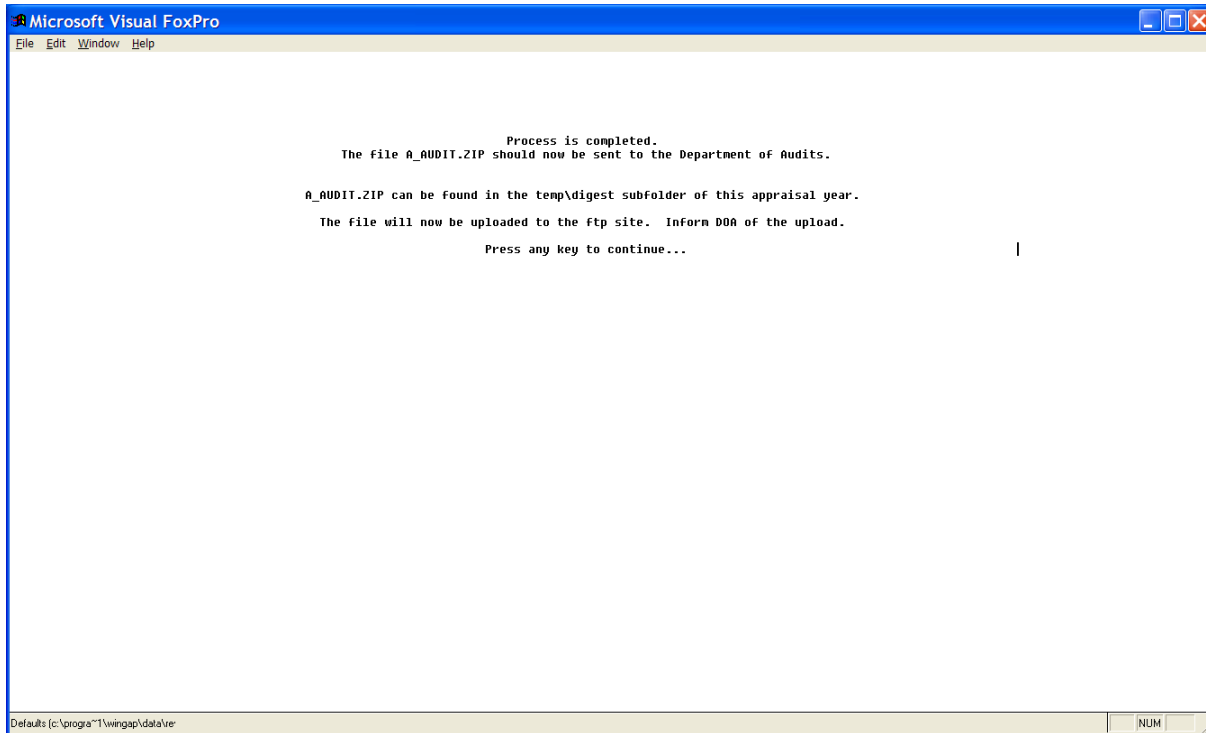 Microsoft Visual FoxPro
File Edit Window Help
Process is completed.
The file A_AUDIT.ZIP should now be sent to the Department of Audits.
A_AUDIT.ZIP can be found in the temp\digest subfolder of this appraisal year.
The file will now be uploaded to the ftp site.  Inform DOA of the upload.
Press any key to continue...
Defaults (c:\progra~1\wingap\data\re
NUM